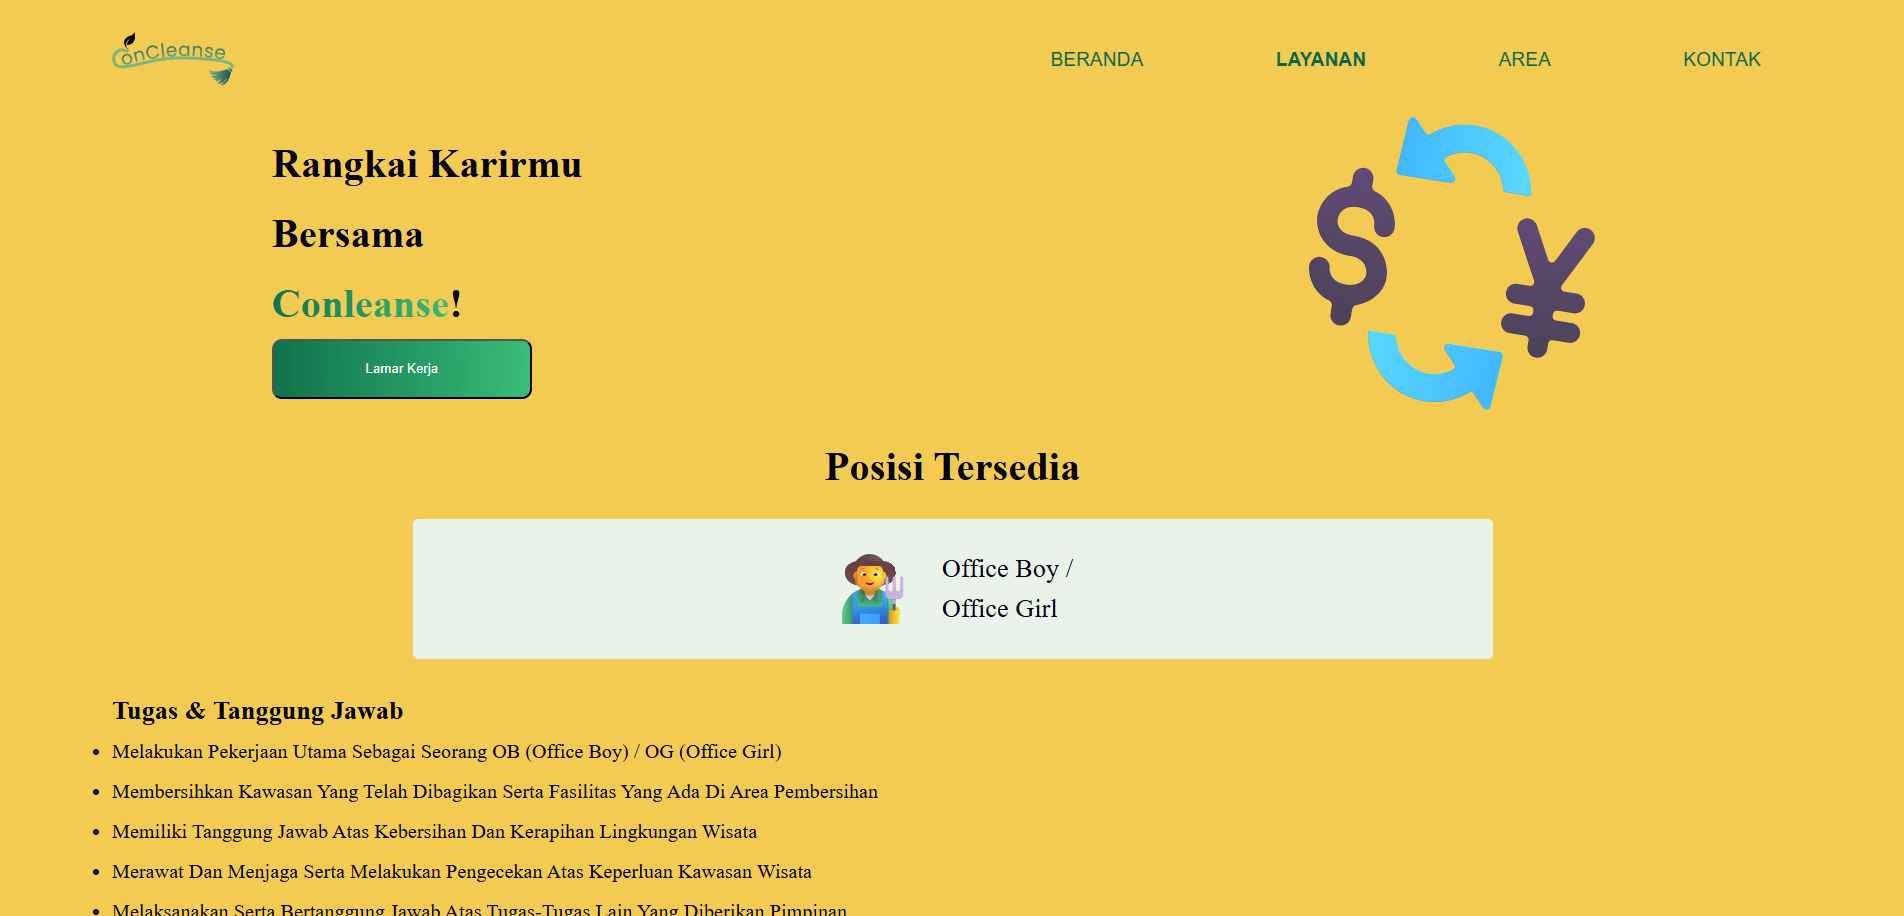 onCleanse
BERANDA
LAYANAN
AREA
KONTAK
Rangkai Karirmu
Bersama
Conleanse!
Lamar Kerja
Posisi Tersedia
Office Boy /
Office Girl
Tugas & Tanggung Jawab
• Melakukan Pekerjaan Utama Sebagai Seorang OB (Office Boy) / OG (Office Girl)
• Membersihkan Kawasan Yang Telah Dibagikan Serta Fasilitas Yang Ada Di Area Pembersihan
• Memiliki Tanggung Jawab Atas Kebersihan Dan Kerapihan Lingkungan Wisata
• Merawat Dan Menjaga Serta Melakukan Pengecekan Atas Keperluan Kawasan Wisata
• Melaksanakan Serta Bertanggung Jawab Atas Tugas-Tugas Lain Yang Diberikan Pimpinan